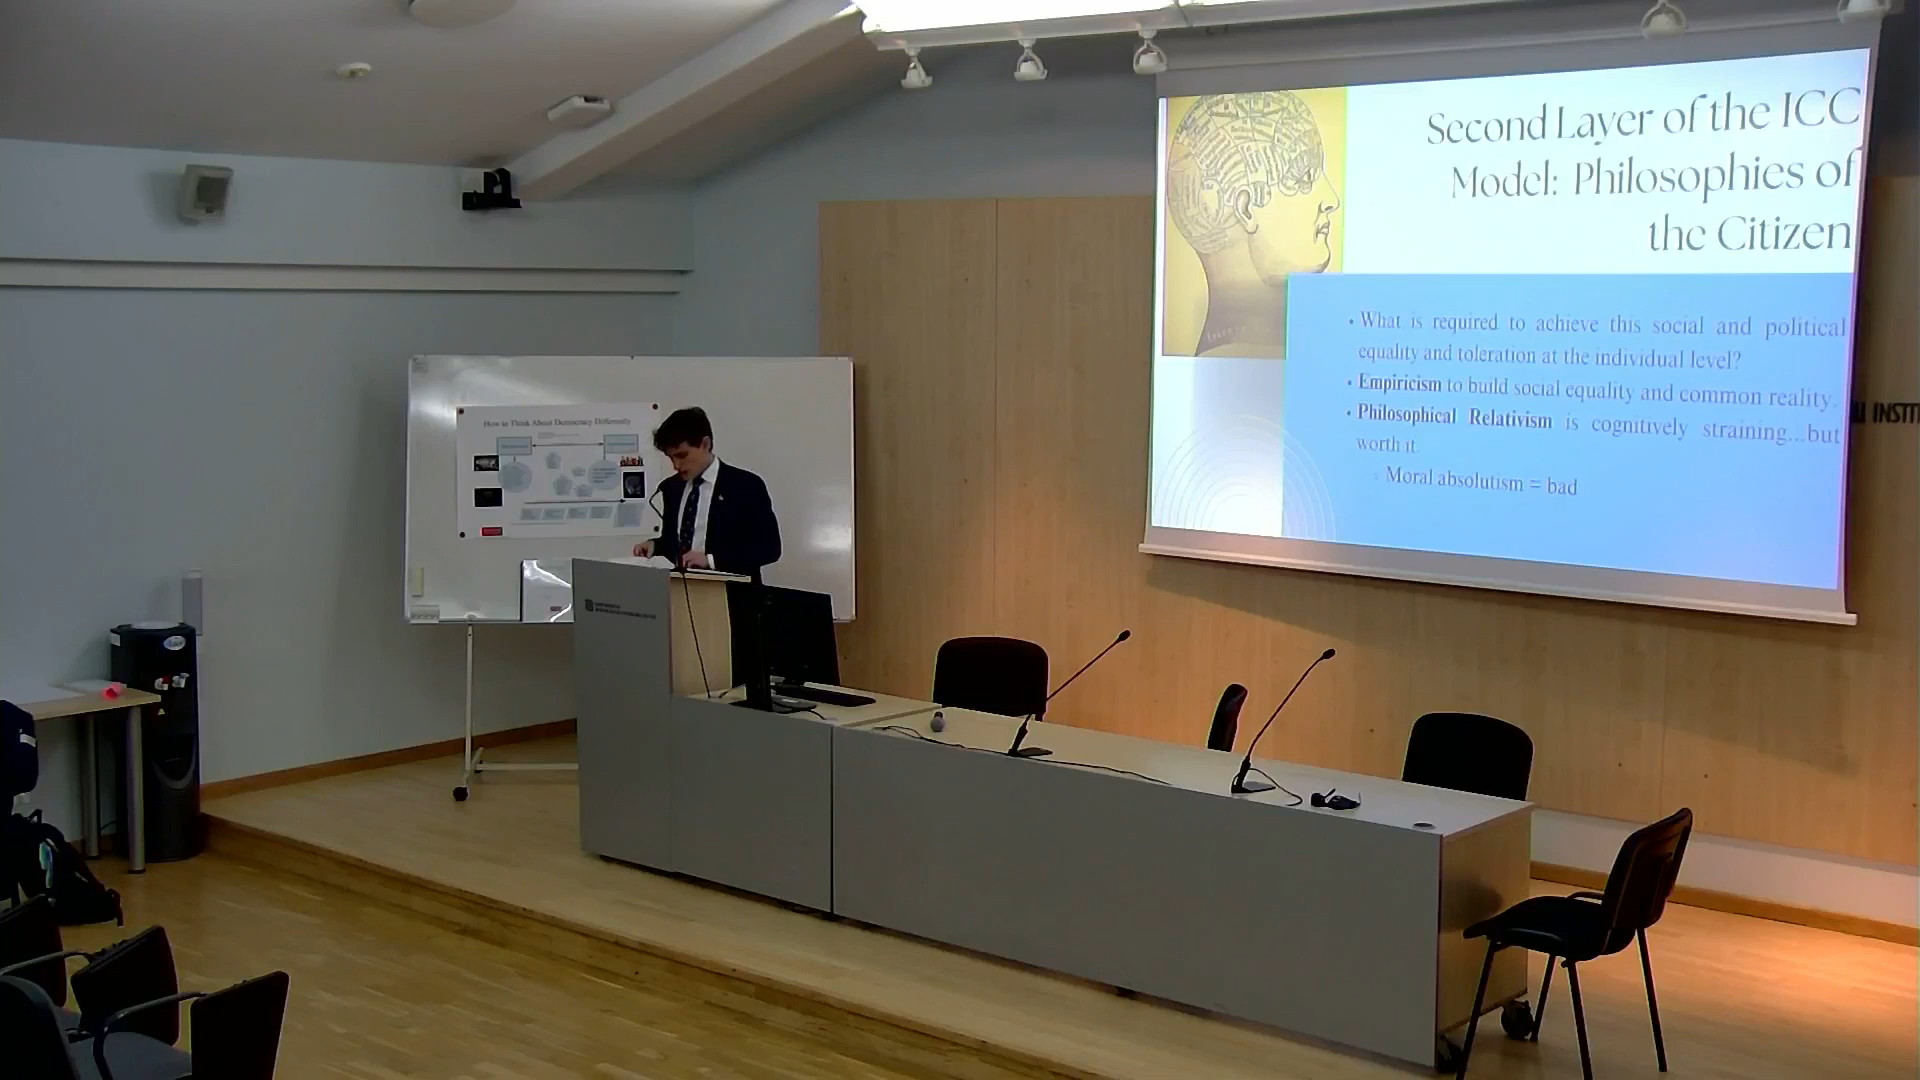 Second Layer of the ICC
Model: Philosophies of
the Citizen
• What is required to achieve this social and political
equality and toleration at the individual level?
• Empiricism to build social equality and common reality.
• Philosophical Relativism is cognitively straining...but
worth it.
Moral absolutism = bad
How to Think About Democracy Differently
INSTI